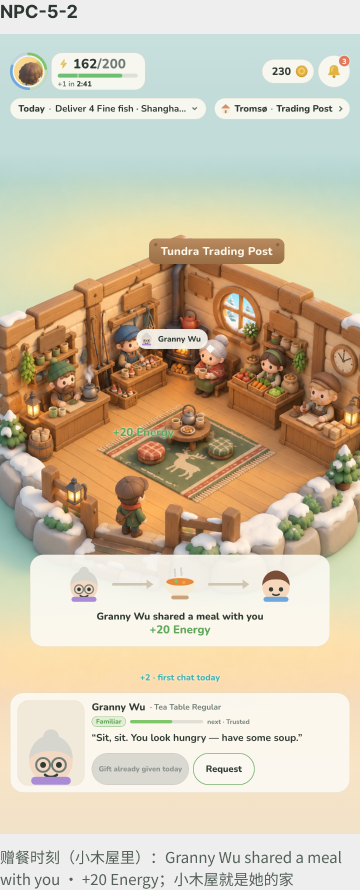 NPC-5-2
162/200
+1 in 2:41
230
3
Today · Deliver 4 Fine fish · Shangha...
Tromsø · Trading Post
Tundra Trading Post
Granny Wu
+20 Energy
Granny Wu shared a meal with you
+20 Energy
+2 · first chat today
Granny Wu · Tea Table Regular
Familiar next · Trusted
“Sit, sit. You look hungry — have some soup.”
Gift already given today Request
赠餐时刻（小木屋里）：Granny Wu shared a meal
with you · +20 Energy；小木屋就是她的家